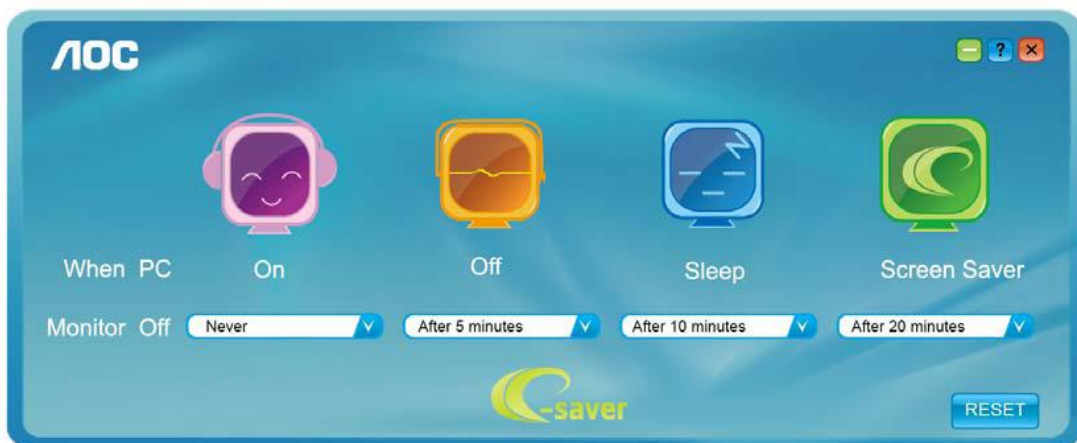 AOC
?
When PC On Off Sleep Screen Saver
Monitor Off Never After 5 minutes After 10 minutes After 20 minutes
e-saver
RESET